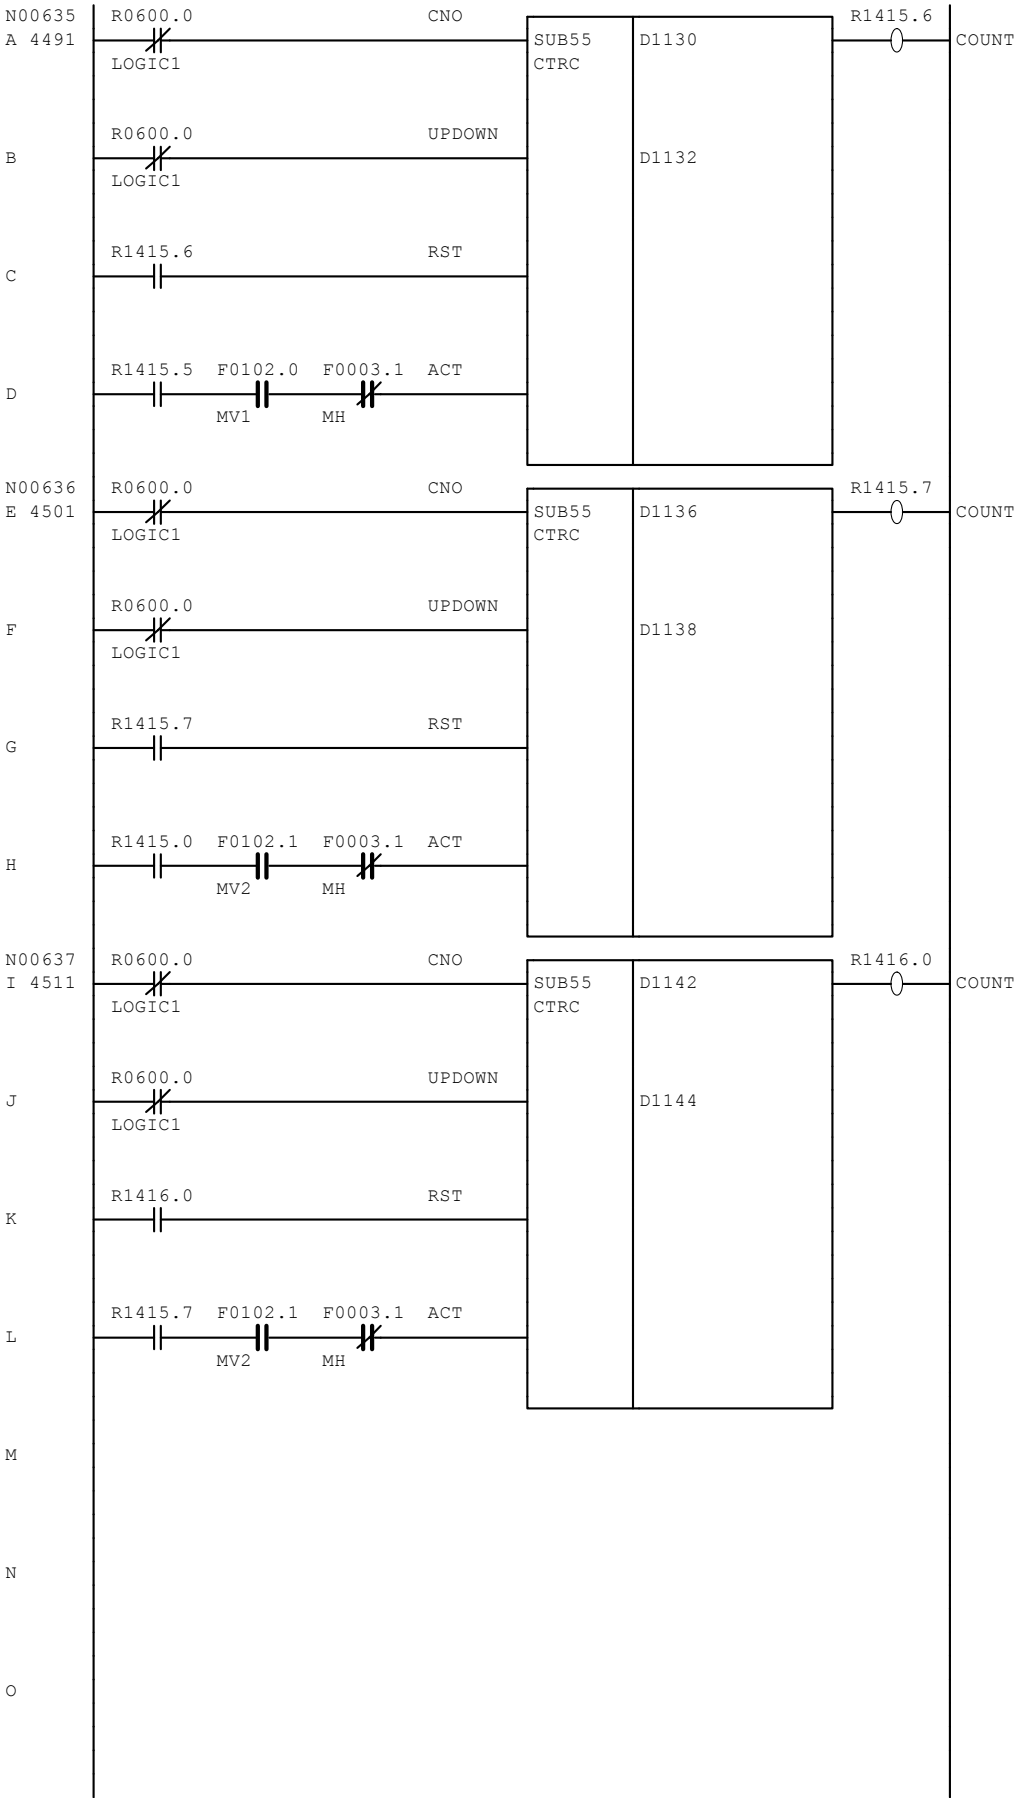 N00635 R0600.0 CNO R1415.6
A 4491 SUB55 D1130 COUNT
LOGIC1 CTRC
R0600.0 UPDOWN
B D1132
LOGIC1
R1415.6 RST
C
R1415.5 F0102.0 F0003.1 ACT
D
MV1 MH
N00636 R0600.0 CNO R1415.7
E 4501 SUB55 D1136 COUNT
LOGIC1 CTRC
R0600.0 UPDOWN
F D1138
LOGIC1
R1415.7 RST
G
R1415.0 F0102.1 F0003.1 ACT
H
MV2 MH
N00637 R0600.0 CNO R1416.0
I 4511 SUB55 D1142 COUNT
LOGIC1 CTRC
R0600.0 UPDOWN
J D1144
LOGIC1
R1416.0 RST
K
R1415.7 F0102.1 F0003.1 ACT
L
MV2 MH
M
N
O